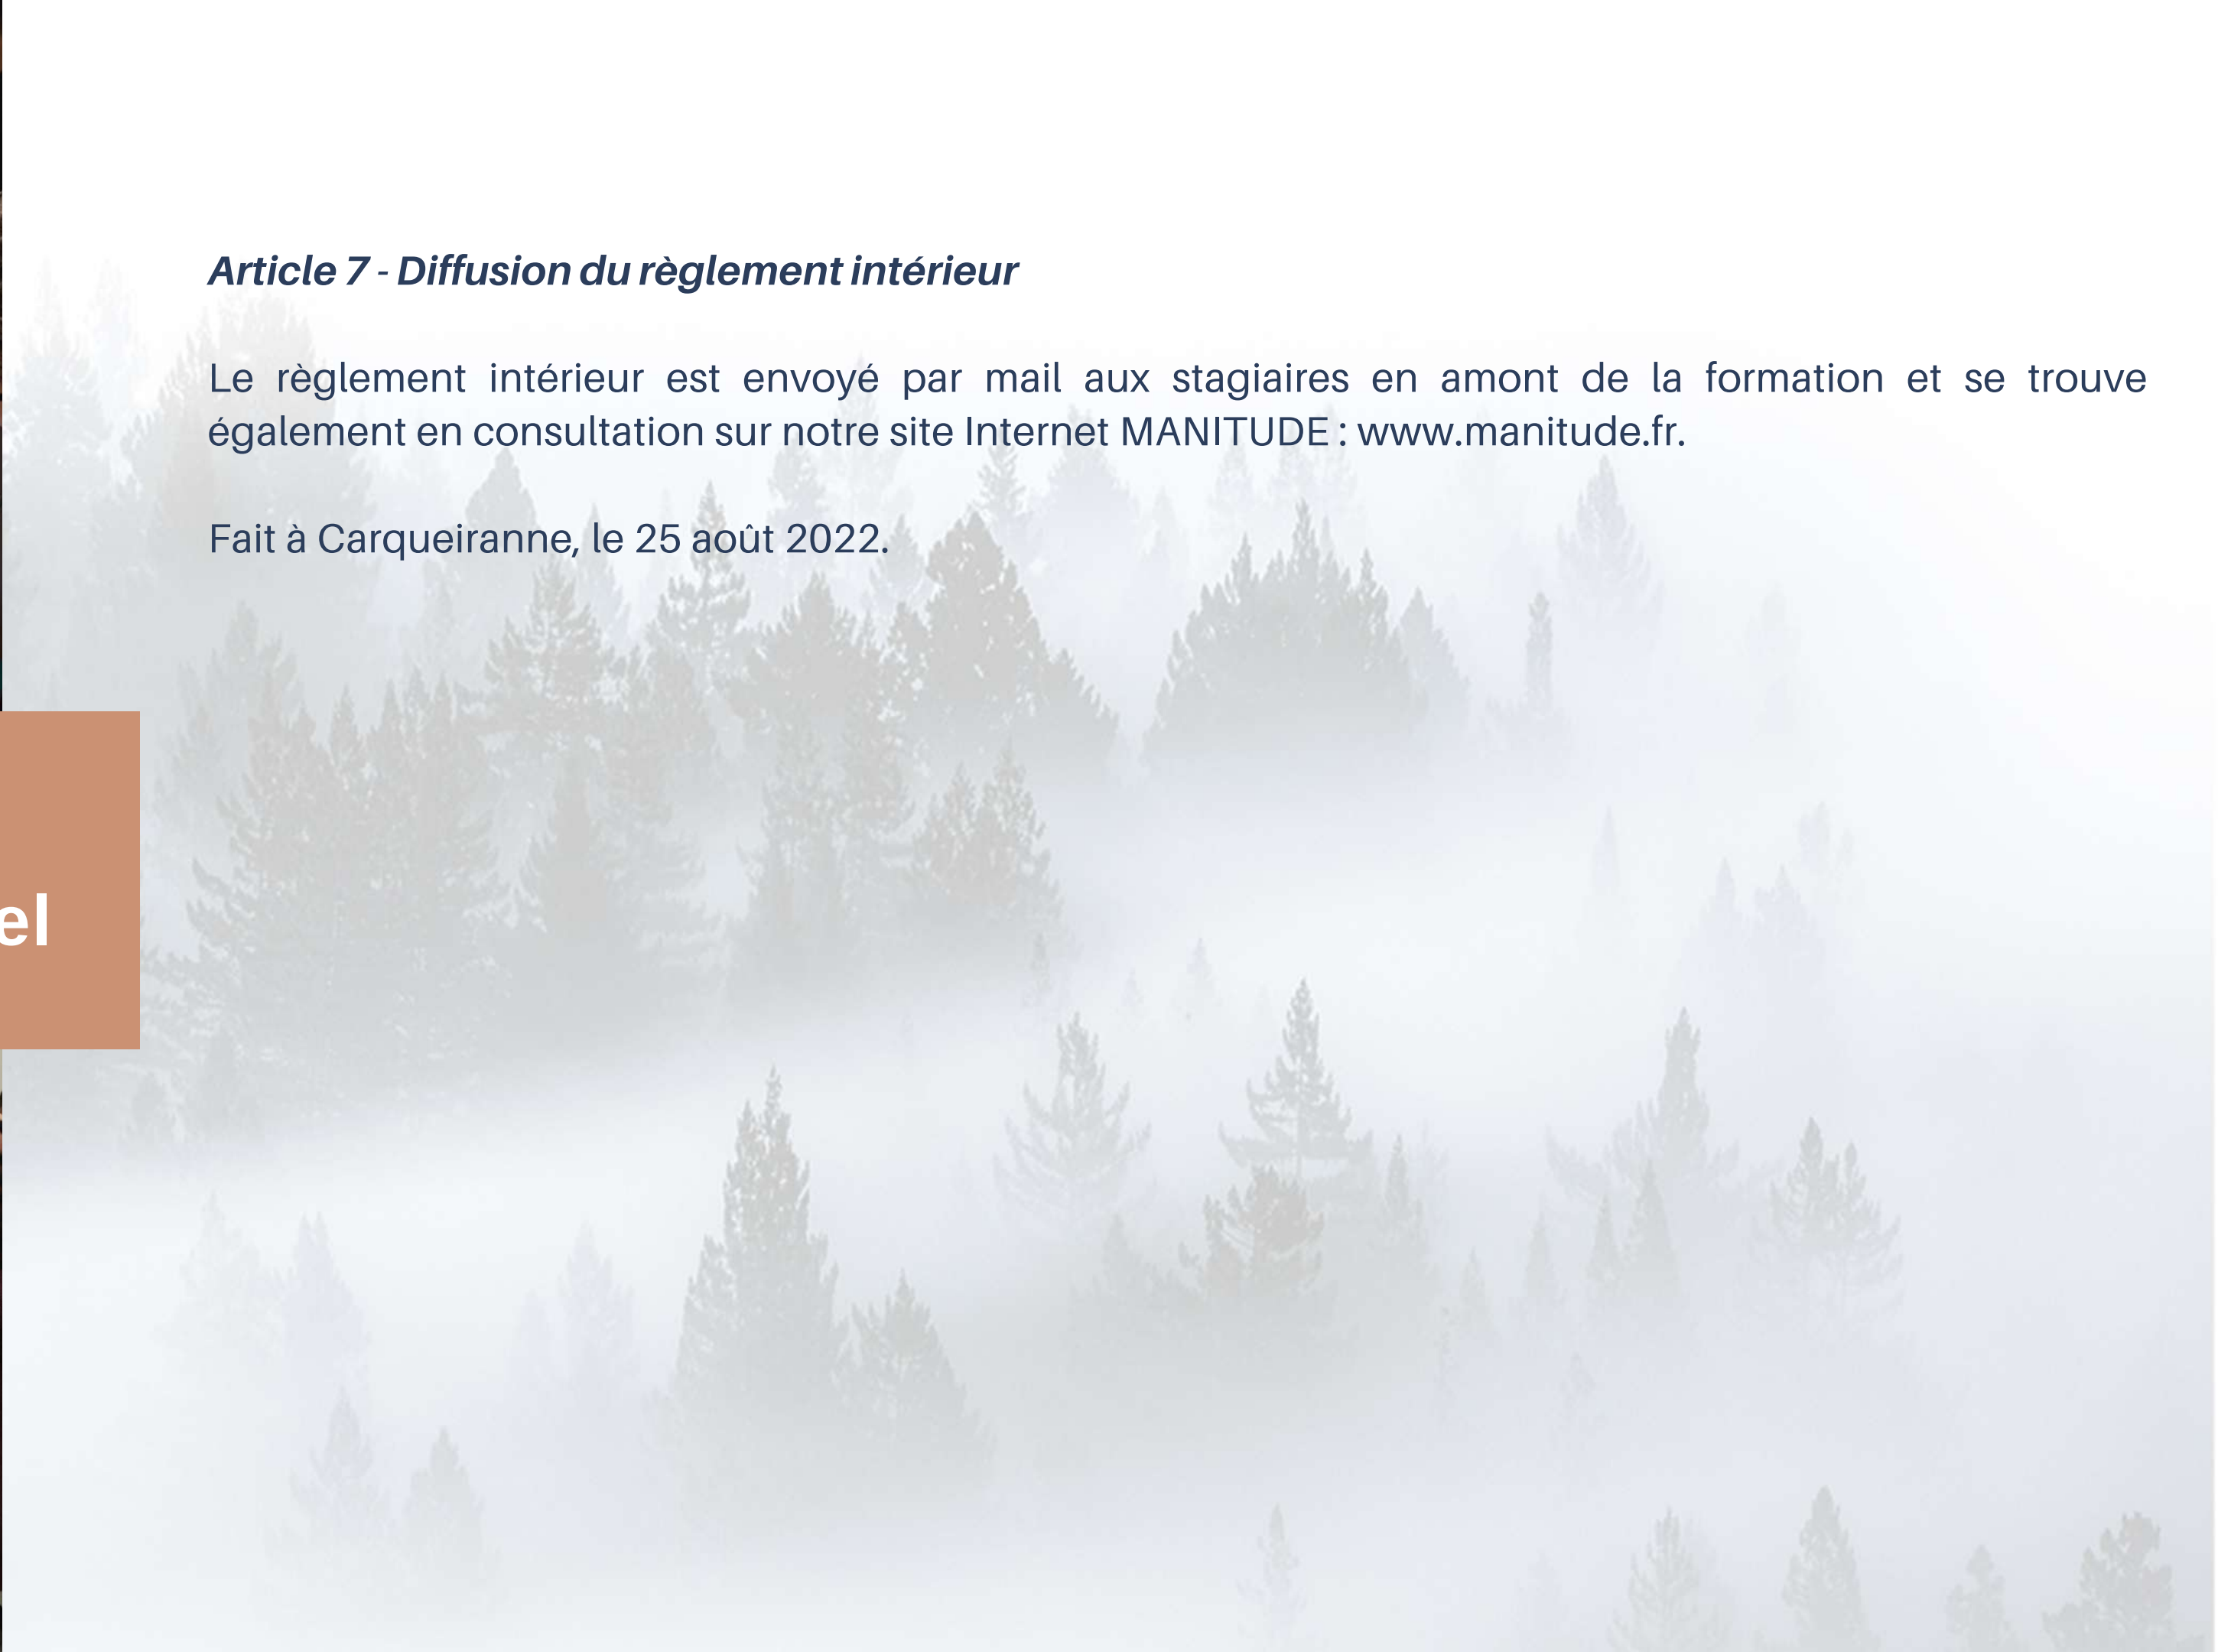 Article 7 - Diffusion du règlement intérieur
Le règlement intérieur est envoyé par mail aux stagiaires en amont de la formation et se trouve
également en consultation sur notre site Internet MANITUDE : www.manitude.fr.
Fait à Carqueiranne, le 25 août 2022.
el